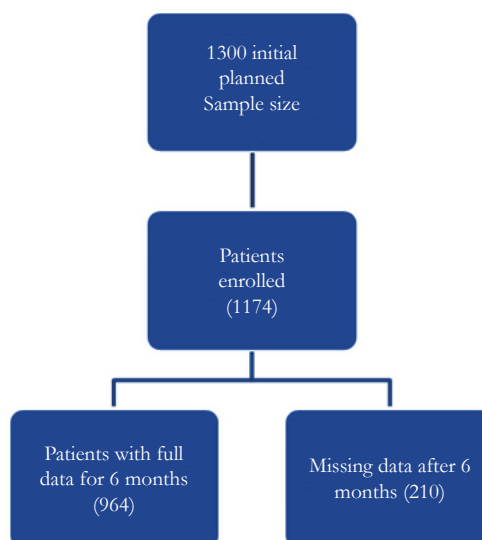 1300 initial
planned
Sample size
Patients
enrolled
(1174)
Patients with full
data for 6 months
(964)
Missing data after 6
months (210)